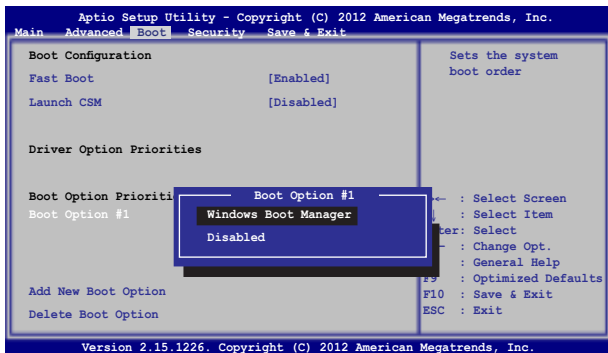 Aptio Setup Utility - Copyright (C) 2012 American Megatrends, Inc.
Main Advanced Boot Security Save & Exit
Boot Configuration
Fast Boot [Enabled]
Launch CSM [Disabled]
Driver Option Priorities
Boot Option Prioriti
Boot Option #1
Boot Option #1
Windows Boot Manager
Disabled
Add New Boot Option
Delete Boot Option
Sets the system
boot order
→← : Select Screen
: Select Item
ter: Select
— : Change Opt.
: General Help
F9 : Optimized Defaults
F10 : Save & Exit
ESC : Exit
Version 2.15.1226. Copyright (C) 2012 American Megatrends, Inc.